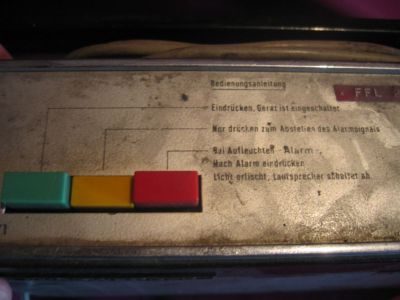 Bedienungsanleitung
FFL 2
Eindrücken, Gerät ist eingeschaltet
Nur drücken zum Abstellen des Alarmsignals
Bei Aufleuchten - Alarm -,
Nach Alarm eindrücken
Licht erlischt, Lautsprecher schaltet ab